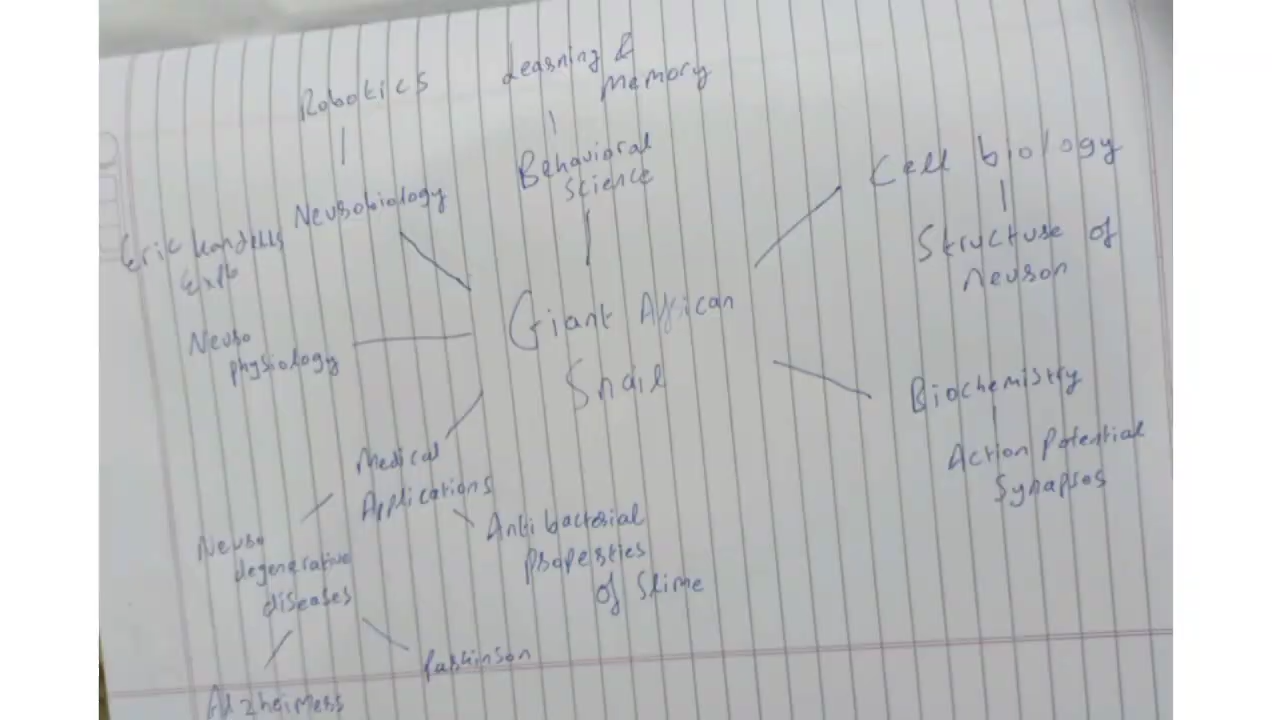 Robotics
Learning &
Memory
Neurobiology
Behavioral
Science
Cell biology
Structure of
Neuron
Eric Kandells
Expt
Neuro
physiology
Giant African
Snail
Biochemistry
Action Potential
Synapses
Medical
Applications
Neuro
degenerative
diseases
Anti bacterial
properties
of Slime
Alzheimers
Parkinson